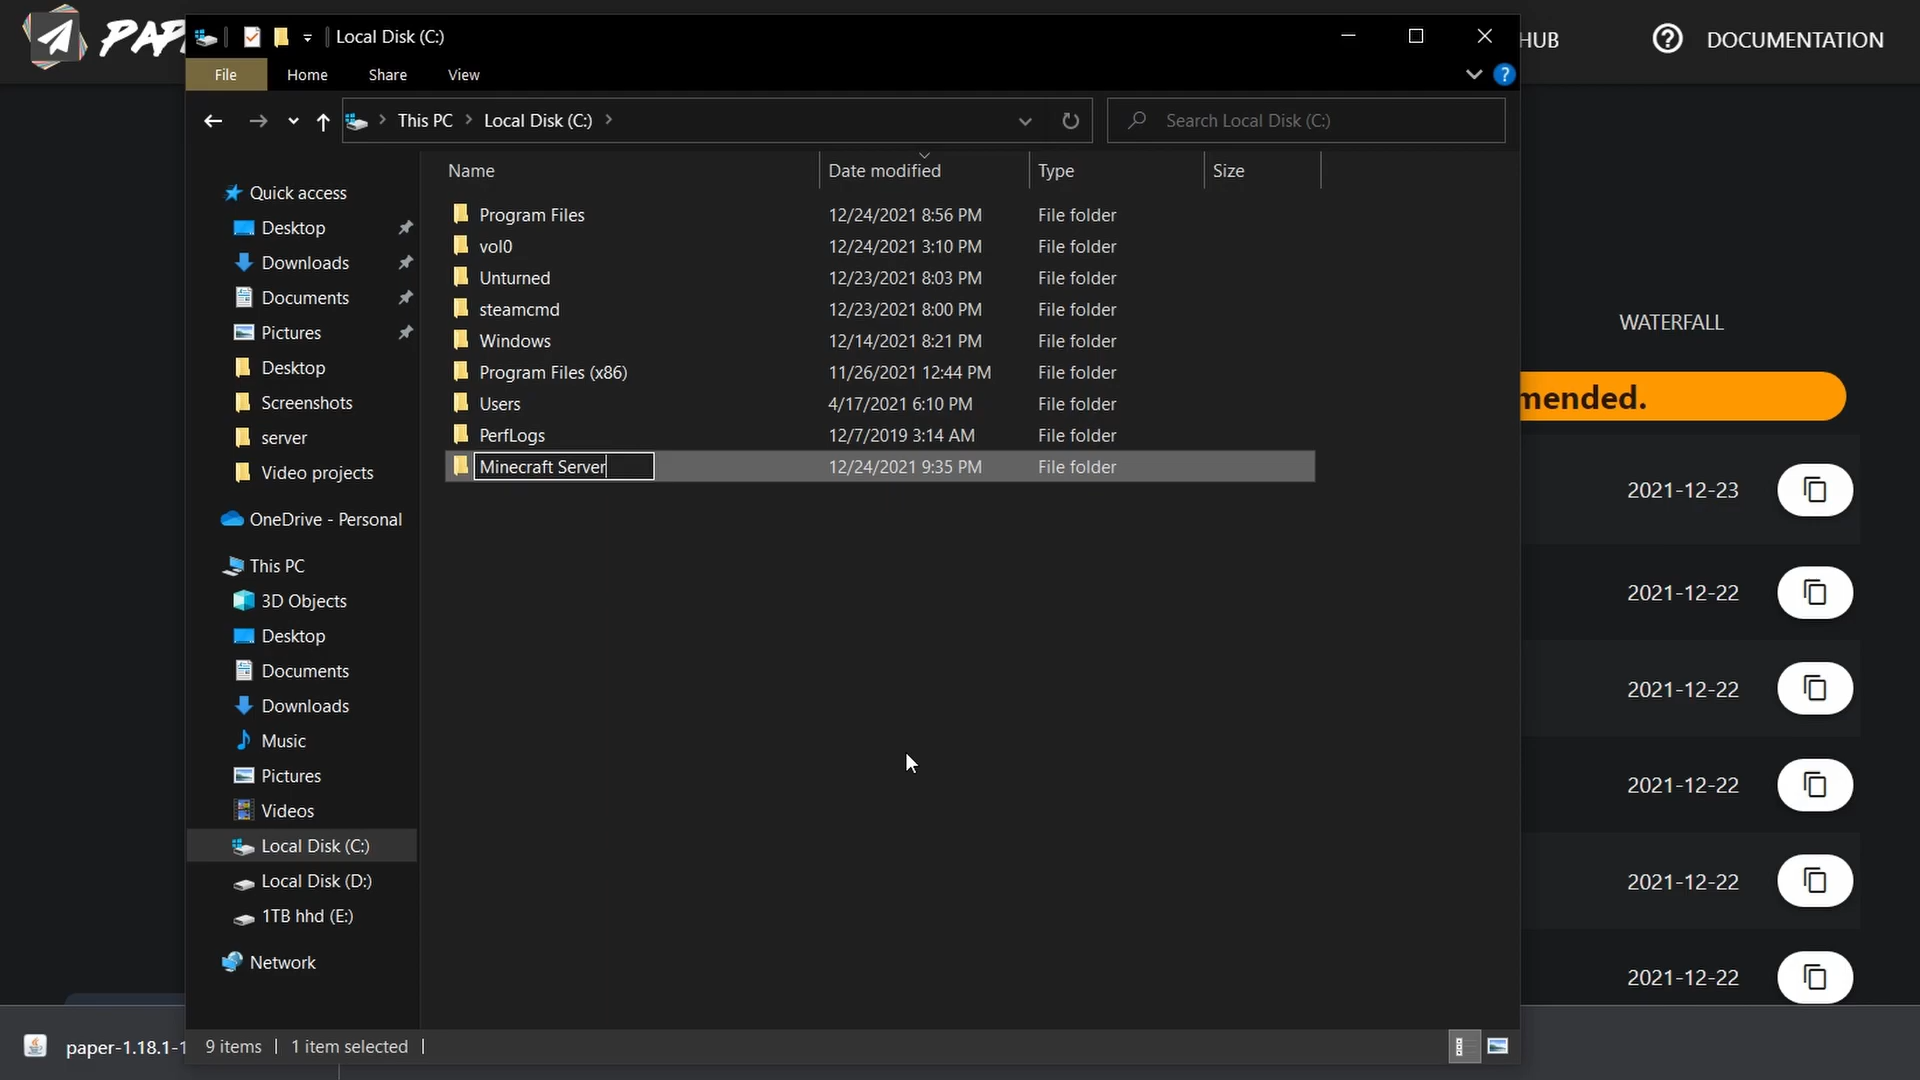 PAP
Local Disk (C:)
HUB
DOCUMENTATION
File
Home
Share
View
This PC
Local Disk (C:)
Search Local Disk (C:)
Name
Date modified
Type
Size
Quick access
Desktop
Downloads
Documents
Pictures
Desktop
Screenshots
server
Video projects
OneDrive - Personal
This PC
3D Objects
Desktop
Documents
Downloads
Music
Pictures
Videos
Local Disk (C:)
Local Disk (D:)
1TB hhd (E:)
Network
Program Files 12/24/2021 8:56 PM File folder
vol0 12/24/2021 3:10 PM File folder
Unturned 12/23/2021 8:03 PM File folder
steamcmd 12/23/2021 8:00 PM File folder
Windows 12/14/2021 8:21 PM File folder
Program Files (x86) 11/26/2021 12:44 PM File folder
Users 4/17/2021 6:10 PM File folder
PerfLogs 12/7/2019 3:14 AM File folder
Minecraft Server 12/24/2021 9:35 PM File folder
WATERFALL
mended.
2021-12-23
2021-12-22
2021-12-22
2021-12-22
2021-12-22
2021-12-22
paper-1.18.1-1
9 items
1 item selected